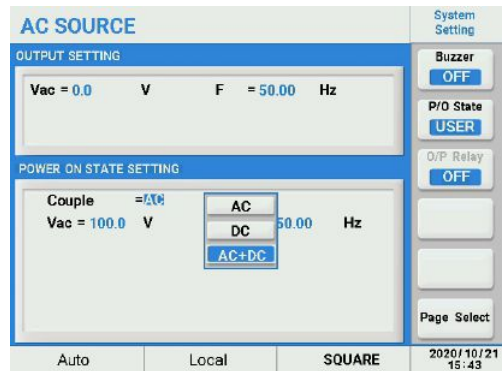 AC SOURCE
System
Setting
OUTPUT SETTING
Vac = 0.0 V F = 50.00 Hz
Buzzer
OFF
P/O State
USER
O/P Relay
OFF
POWER ON STATE SETTING
Couple =AC
Vac = 100.0 V 50.00 Hz
AC
DC
AC+DC
Page Select
Auto Local SQUARE 2020/10/21
15:43